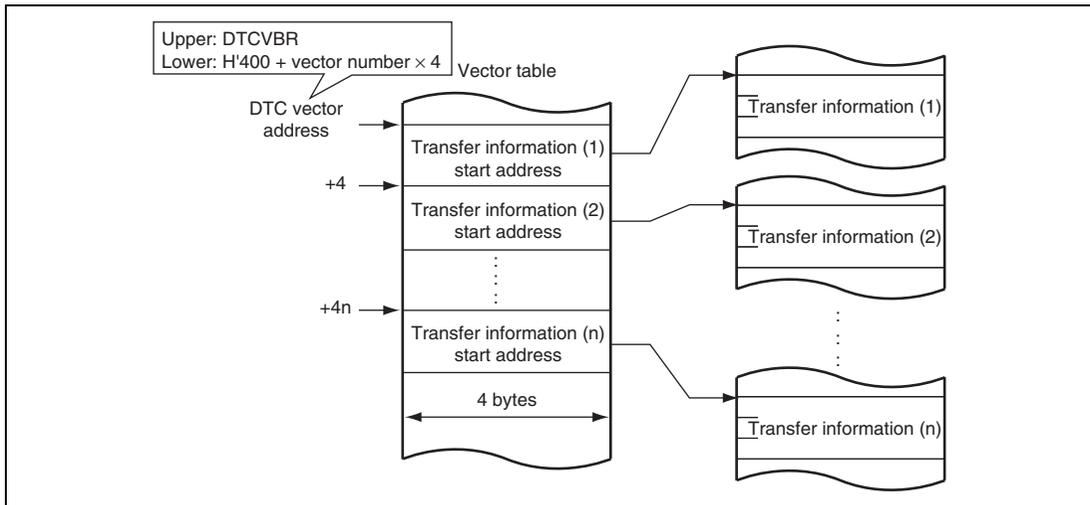 Upper: DTCVBR
Lower: H'400 + vector number × 4
Vector table
DTC vector
address
Transfer information (1)
start address
+4
Transfer information (2)
start address
+4n
Transfer information (n)
start address
4 bytes
Transfer information (1)
Transfer information (2)
Transfer information (n)